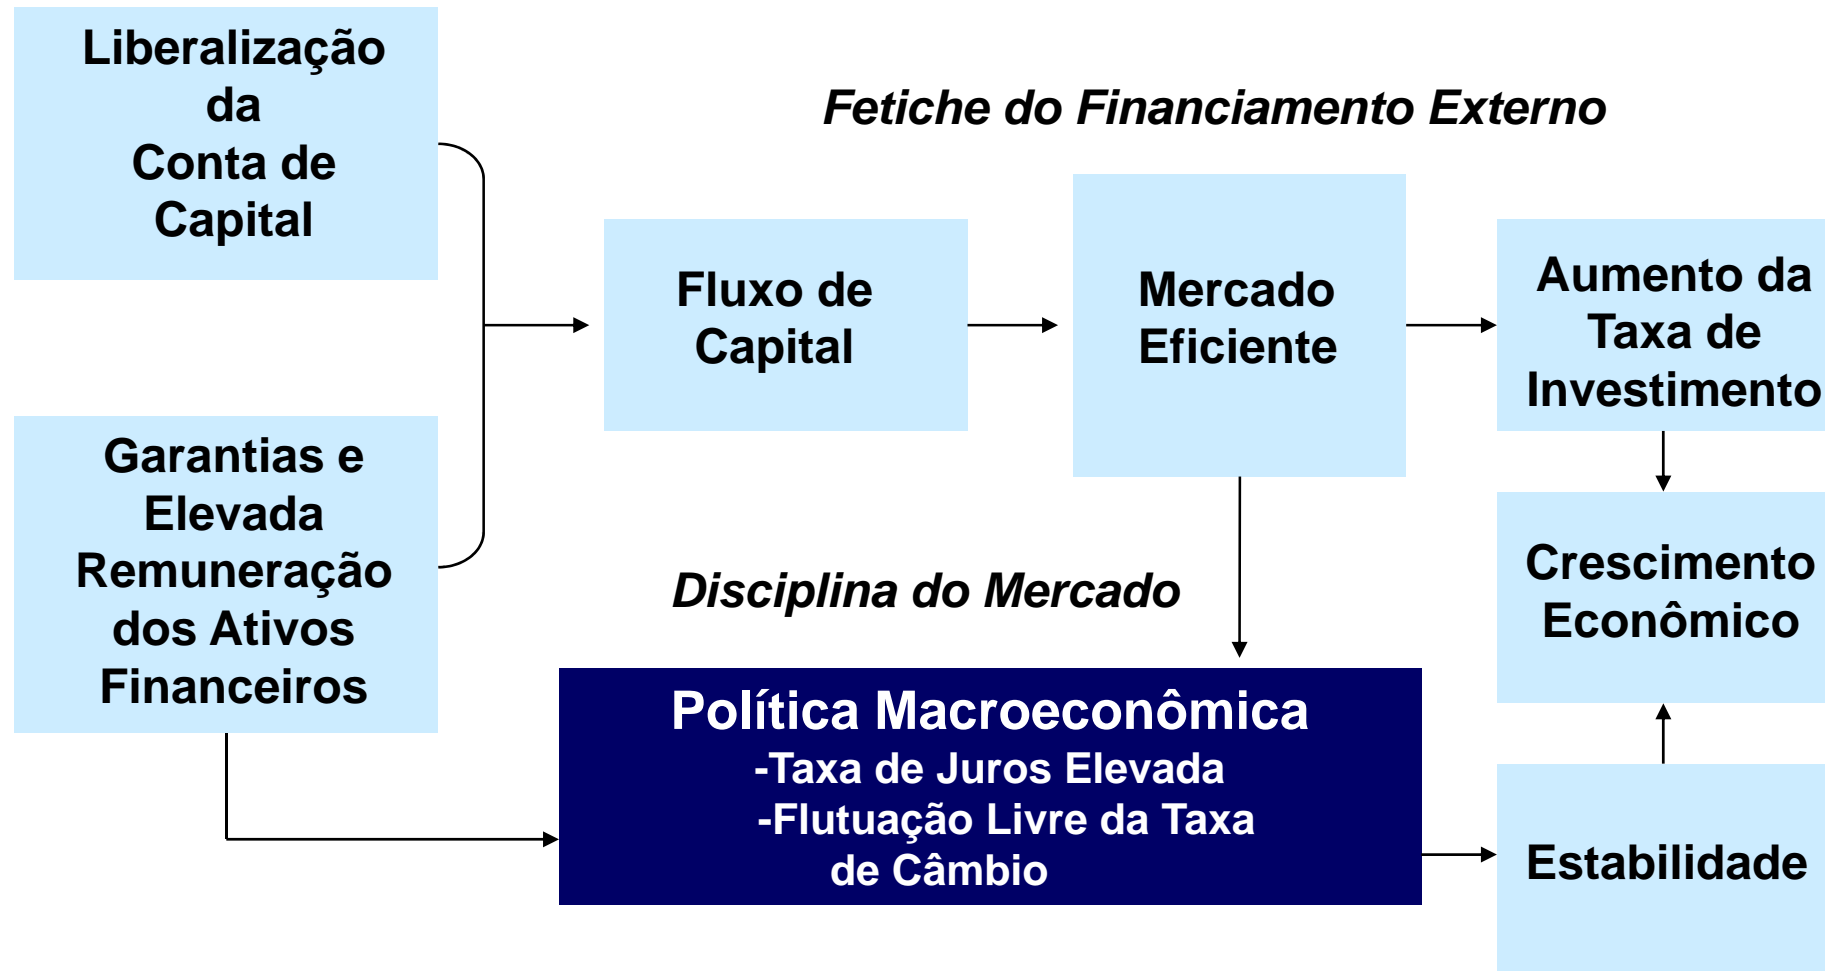 Liberalização
da
Conta de
Capital
Fetiche do Financiamento Externo
Fluxo de
Capital
Mercado
Eficiente
Aumento da
Taxa de
Investimento
Garantias e
Elevada
Remuneração
dos Ativos
Financeiros
Disciplina do Mercado
Crescimento
Econômico
Política Macroeconômica
-Taxa de Juros Elevada
-Flutuação Livre da Taxa
de Câmbio
Estabilidade